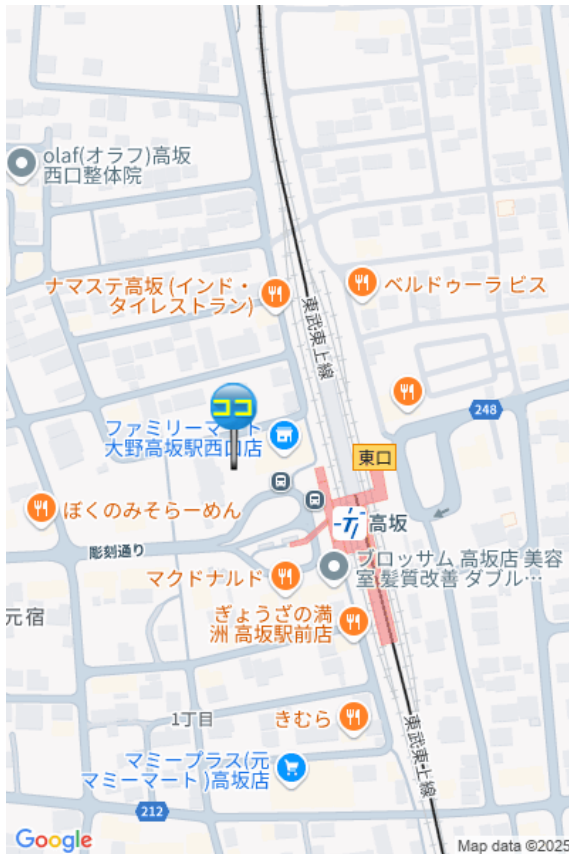 olaf(オラフ)高坂
西口整体院
ナマステ高坂 (インド・
タイレストラン)
東武東上線
ベルドゥーラ ビス
248
ココ
ファミリーマート
大野高坂駅西口店
東口
ぼくのみそらーめん
高坂
彫刻通り
ブロッサム 高坂店 美容
室 髪質改善 ダブル…
マクドナルド
元宿
ぎょうざの満
洲 高坂駅前店
1丁目
きむら
東武東上線
マミープラス(元
マミーマート )高坂店
212
Google
Map data ©2025